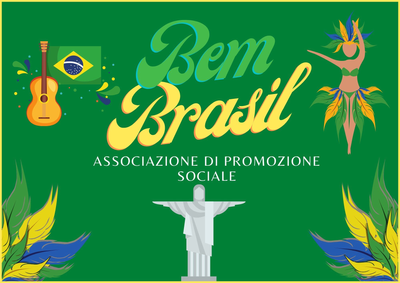 Bem
Brasil
ASSOCIAZIONE DI PROMOZIONE
SOCIALE